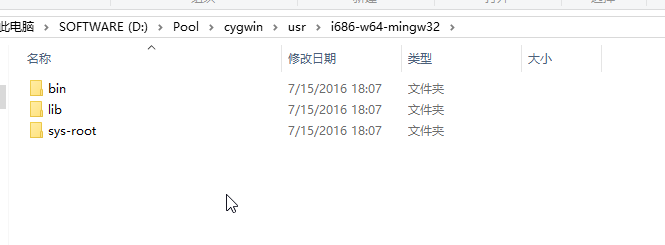 此电脑 > SOFTWARE (D:) > Pool > cygwin > usr > i686-w64-mingw32 >
名称 修改日期 类型 大小
bin 7/15/2016 18:07 文件夹
lib 7/15/2016 18:07 文件夹
sys-root 7/15/2016 18:07 文件夹